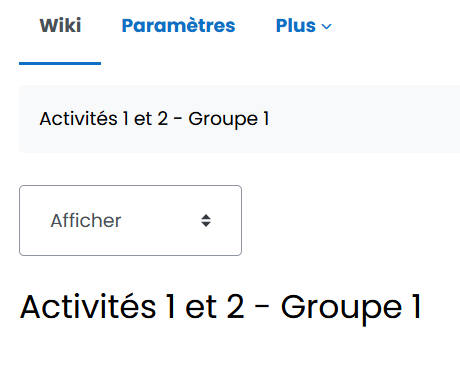 Wiki Paramètres Plus
Activités 1 et 2 - Groupe 1
Afficher
Activités 1 et 2 - Groupe 1